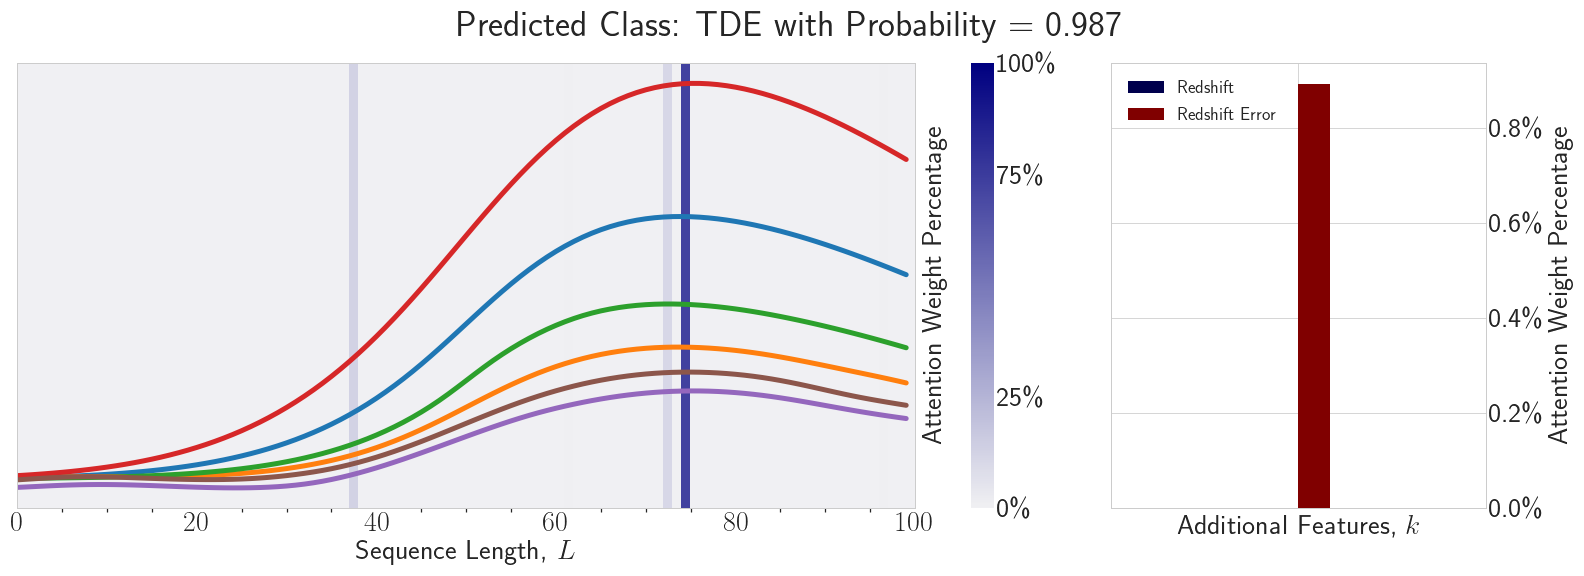 Predicted Class: TDE with Probability = 0.987
0 20 40 60 80 100
Sequence Length, L
100%
75%
25%
0%
Attention Weight Percentage
Redshift
Redshift Error
0.8%
0.6%
0.4%
0.2%
0.0%
Attention Weight Percentage
Additional Features, k